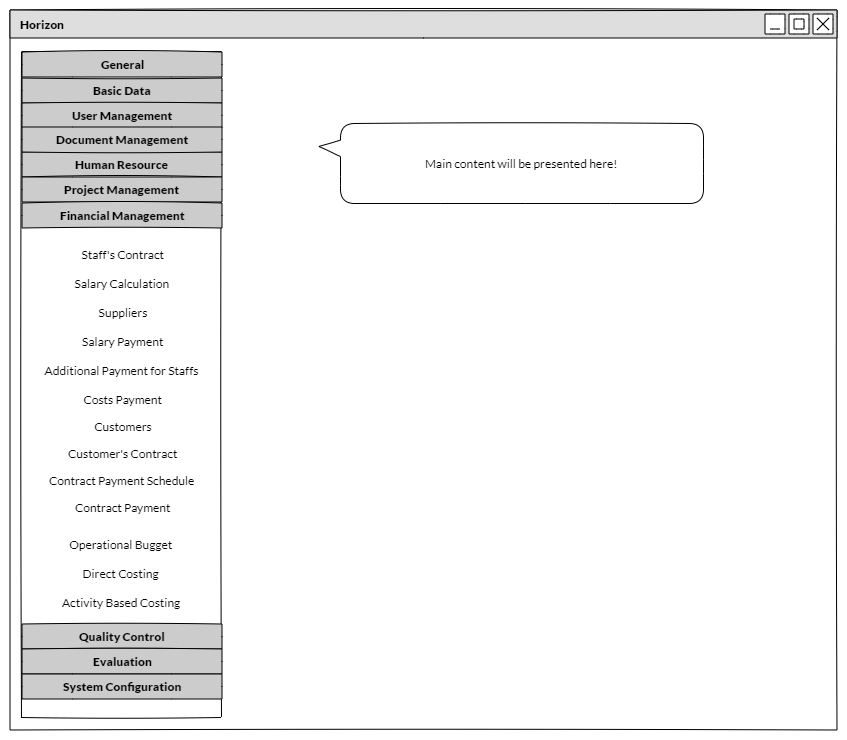 Horizon
General
Basic Data
User Management
Document Management
Human Resource
Project Management
Financial Management
Staff's Contract
Salary Calculation
Suppliers
Salary Payment
Additional Payment for Staffs
Costs Payment
Customers
Customer's Contract
Contract Payment Schedule
Contract Payment
Operational Bugget
Direct Costing
Activity Based Costing
Quality Control
Evaluation
System Configuration
Main content will be presented here!